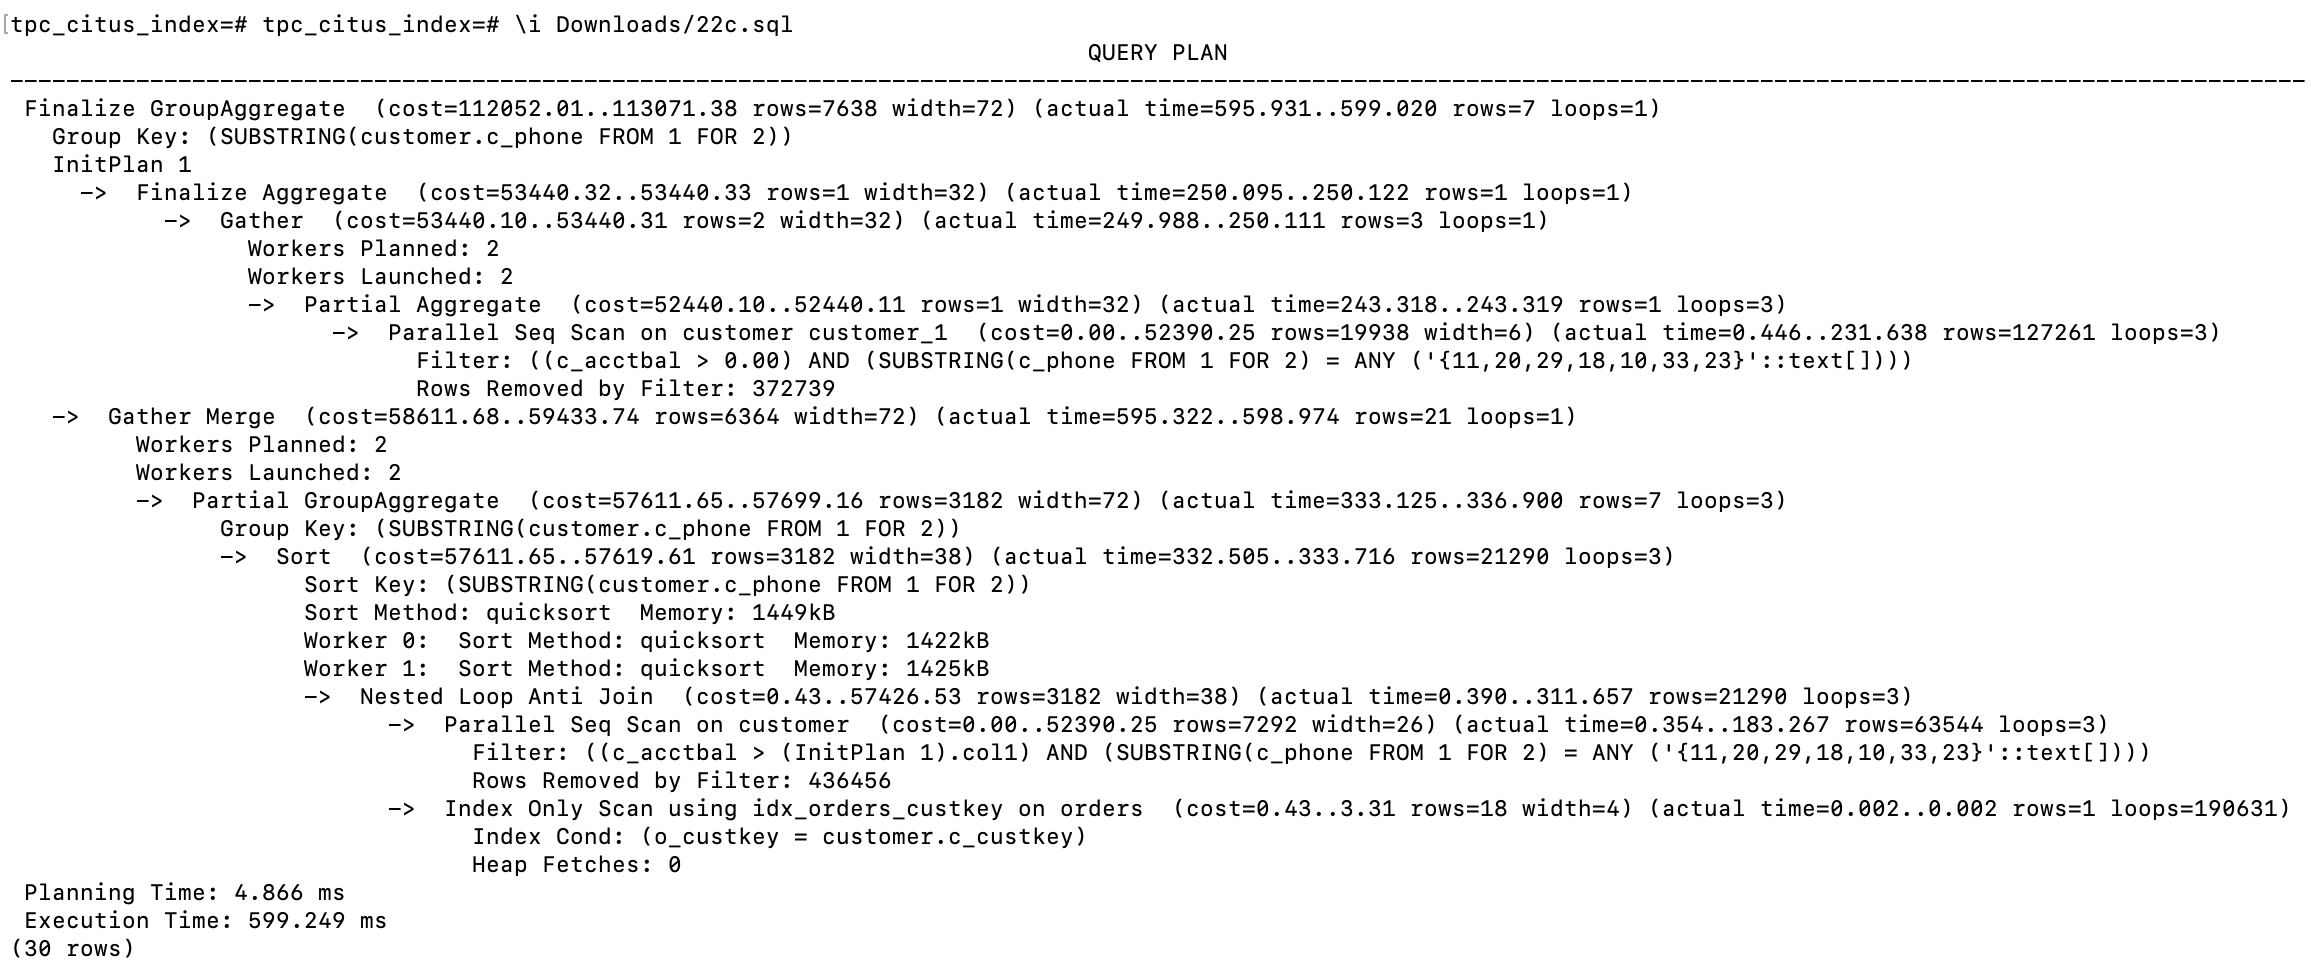 [tpc_citus_index=# tpc_citus_index=# \i Downloads/22c.sql
QUERY PLAN
--------------------------------------------------------------------------------------------------------------------------------------------------------------------
Finalize GroupAggregate  (cost=112052.01..113071.38 rows=7638 width=72) (actual time=595.931..599.020 rows=7 loops=1)
  Group Key: (SUBSTRING(customer.c_phone FROM 1 FOR 2))
  InitPlan 1
    ->  Finalize Aggregate  (cost=53440.32..53440.33 rows=1 width=32) (actual time=250.095..250.122 rows=1 loops=1)
          ->  Gather  (cost=53440.10..53440.31 rows=2 width=32) (actual time=249.988..250.111 rows=3 loops=1)
                Workers Planned: 2
                Workers Launched: 2
                ->  Partial Aggregate  (cost=52440.10..52440.11 rows=1 width=32) (actual time=243.318..243.319 rows=1 loops=3)
                      ->  Parallel Seq Scan on customer customer_1  (cost=0.00..52390.25 rows=19938 width=6) (actual time=0.446..231.638 rows=127261 loops=3)
                            Filter: ((c_acctbal > 0.00) AND (SUBSTRING(c_phone FROM 1 FOR 2) = ANY ('{11,20,29,18,10,33,23}'::text[])))
                            Rows Removed by Filter: 372739
  ->  Gather Merge  (cost=58611.68..59433.74 rows=6364 width=72) (actual time=595.322..598.974 rows=21 loops=1)
        Workers Planned: 2
        Workers Launched: 2
        ->  Partial GroupAggregate  (cost=57611.65..57699.16 rows=3182 width=72) (actual time=333.125..336.900 rows=7 loops=3)
              Group Key: (SUBSTRING(customer.c_phone FROM 1 FOR 2))
              ->  Sort  (cost=57611.65..57619.61 rows=3182 width=38) (actual time=332.505..333.716 rows=21290 loops=3)
                    Sort Key: (SUBSTRING(customer.c_phone FROM 1 FOR 2))
                    Sort Method: quicksort  Memory: 1449kB
                    Worker 0:  Sort Method: quicksort  Memory: 1422kB
                    Worker 1:  Sort Method: quicksort  Memory: 1425kB
                    ->  Nested Loop Anti Join  (cost=0.43..57426.53 rows=3182 width=38) (actual time=0.390..311.657 rows=21290 loops=3)
                          ->  Parallel Seq Scan on customer  (cost=0.00..52390.25 rows=7292 width=26) (actual time=0.354..183.267 rows=63544 loops=3)
                                Filter: ((c_acctbal > (InitPlan 1).col1) AND (SUBSTRING(c_phone FROM 1 FOR 2) = ANY ('{11,20,29,18,10,33,23}'::text[])))
                                Rows Removed by Filter: 436456
                          ->  Index Only Scan using idx_orders_custkey on orders  (cost=0.43..3.31 rows=18 width=4) (actual time=0.002..0.002 rows=1 loops=190631)
                                Index Cond: (o_custkey = customer.c_custkey)
                                Heap Fetches: 0
Planning Time: 4.866 ms
Execution Time: 599.249 ms
(30 rows)